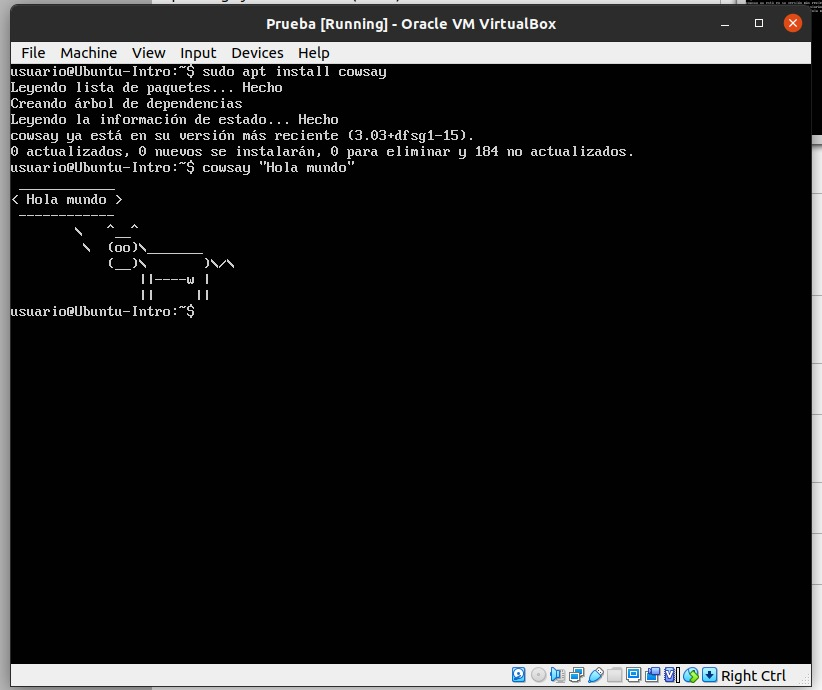 Prueba [Running] - Oracle VM VirtualBox
File Machine View Input Devices Help
usuario@Ubuntu-Intro:~$ sudo apt install cowsay
Leyendo lista de paquetes... Hecho
Creando árbol de dependencias
Leyendo la información de estado... Hecho
cowsay ya está en su versión más reciente (3.03+dfsg1-15).
0 actualizados, 0 nuevos se instalarán, 0 para eliminar y 184 no actualizados.
usuario@Ubuntu-Intro:~$ cowsay "Hola mundo"
 ____________
< Hola mundo >
 ------------
        \   ^__^
         \  (oo)\_______
            (__)\       )\/\
                ||----w |
                ||     ||
usuario@Ubuntu-Intro:~$
Right Ctrl